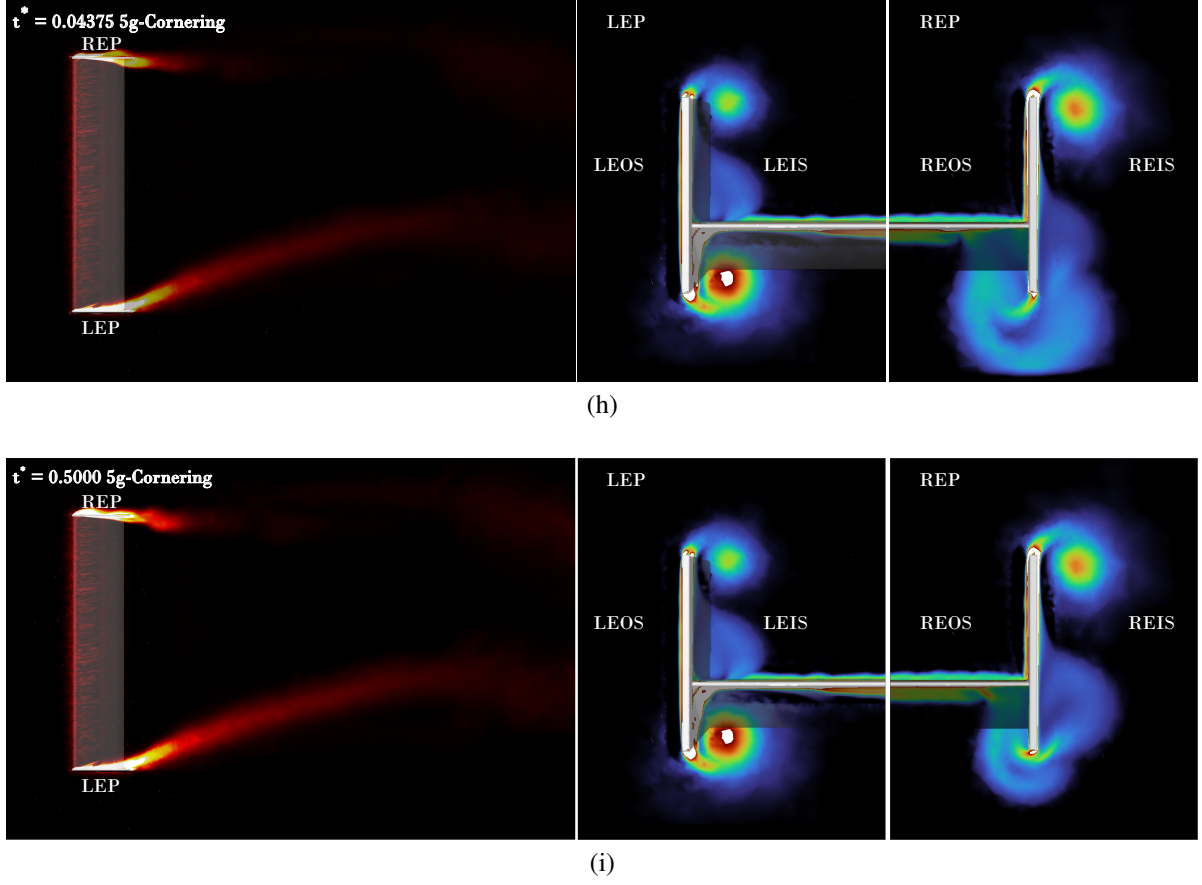 t* = 0.04375 5g-Cornering
REP
LEP
LEP
REP
LEOS
LEIS
REOS
REIS
(h)
t* = 0.5000 5g-Cornering
REP
LEP
LEP
REP
LEOS
LEIS
REOS
REIS
(i)